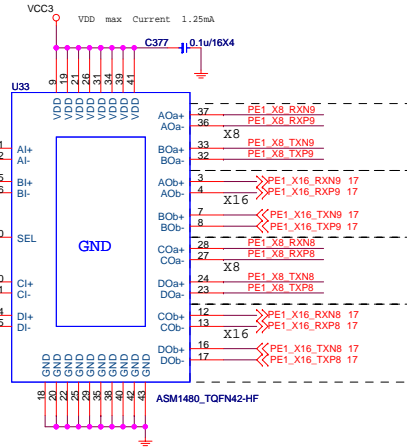 VCC3
VDD max Current 1.25mA
C377 0.1u/16X4
U33
9 19 21 26 31 34 39 41
VDD VDD VDD VDD VDD VDD VDD VDD
AOa+ 37 PE1_X8_RXN9
AOa- 36 PE1_X8_RXP9
X8
AI+ BOa+ 33 PE1_X8_TXN9
AI- BOa- 32 PE1_X8_TXP9
BI+ AOb+ 3 PE1_X16_RXN9 17
BI- AOb- 4 PE1_X16_RXP9 17
X16
BOb+ 7 PE1_X16_TXN9 17
BOb- 8 PE1_X16_TXP9 17
SEL
GND
COa+ 28 PE1_X8_RXN8
COa- 27 PE1_X8_RXP8
X8
CI+ DOa+ 24 PE1_X8_TXN8
CI- DOa- 23 PE1_X8_TXP8
DI+ COb+ 12 PE1_X16_RXN8 17
DI- COb- 13 PE1_X16_RXP8 17
X16
DOb+ 16 PE1_X16_TXN8 17
DOb- 17 PE1_X16_TXP8 17
GND GND GND GND GND GND GND GND GND GND
18 20 22 25 29 35 38 40 42 43
ASM1480_TQFN42-HF